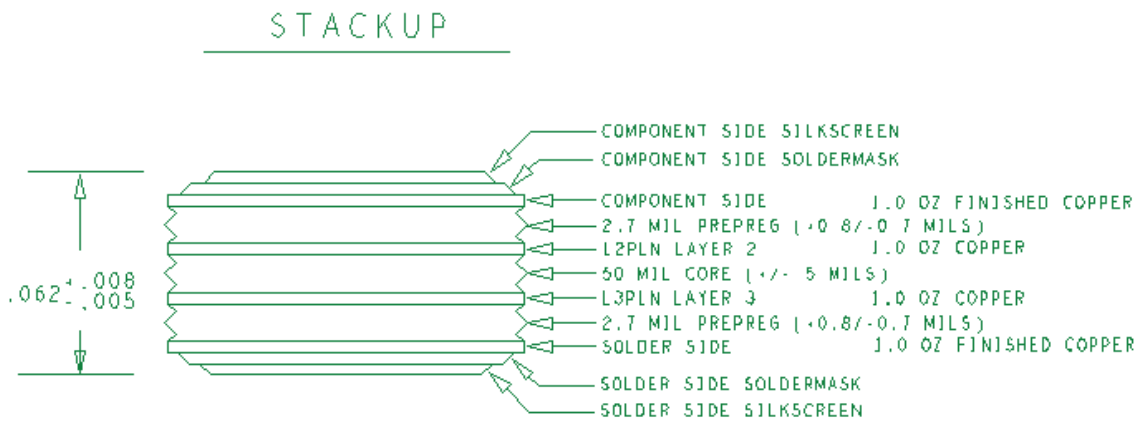 STACKUP
COMPONENT SIDE SILKSCREEN
COMPONENT SIDE SOLDERMASK
COMPONENT SIDE 1.0 OZ FINISHED COPPER
2.7 MIL PREPREG (+0.8/-0.7 MILS)
L2PLN LAYER 2 1.0 OZ COPPER
50 MIL CORE (+/- 5 MILS)
.062 +.008 -.005
L3PLN LAYER 3 1.0 OZ COPPER
2.7 MIL PREPREG (+0.8/-0.7 MILS)
SOLDER SIDE 1.0 OZ FINISHED COPPER
SOLDER SIDE SOLDERMASK
SOLDER SIDE SILKSCREEN